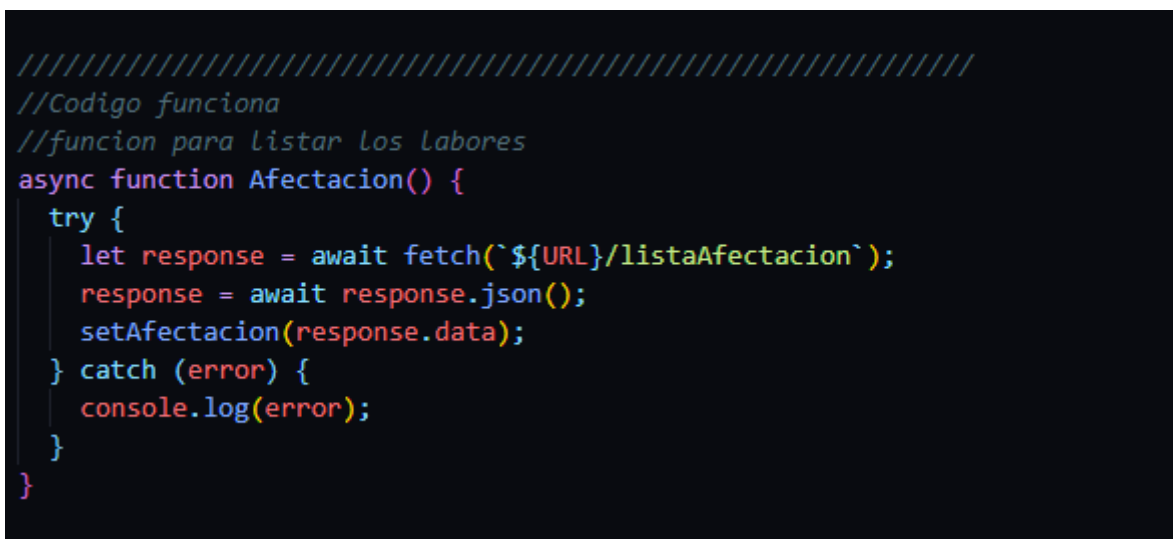 ///////////////////////////////////////////////////////////////
//Codigo funciona
//funcion para listar los labores
async function Afectacion() {
  try {
    let response = await fetch(`${URL}/listaAfectacion`);
    response = await response.json();
    setAfectacion(response.data);
  } catch (error) {
    console.log(error);
  }
}